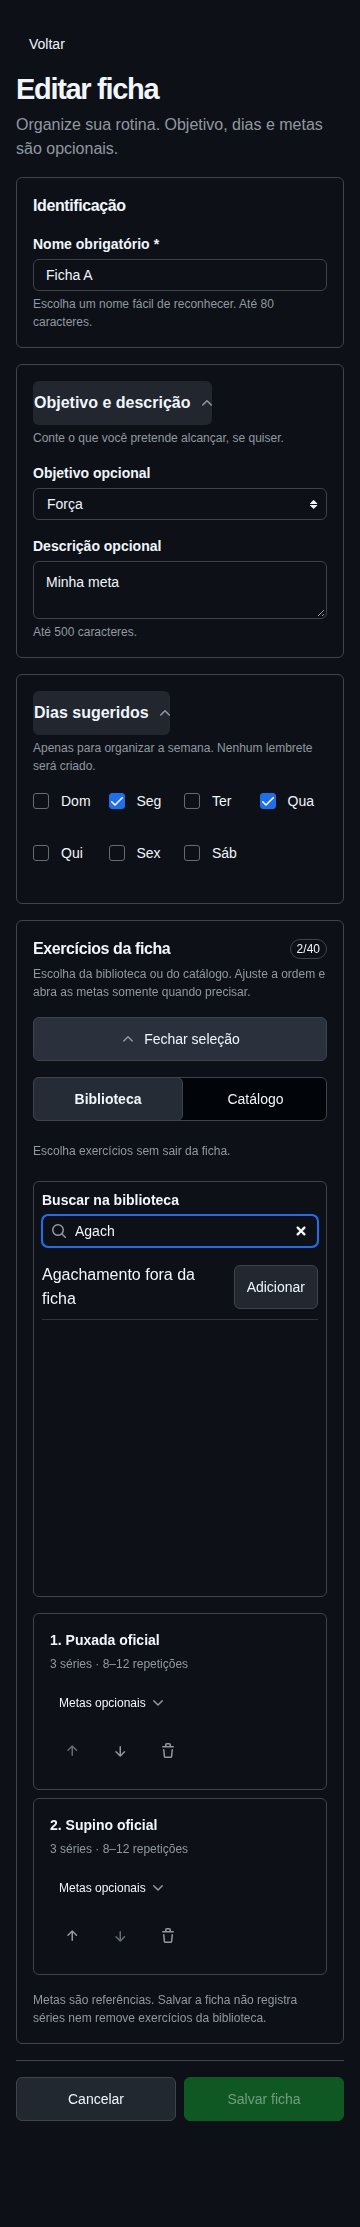 Voltar
Editar ficha
Organize sua rotina. Objetivo, dias e metas
são opcionais.
Identificação
Nome obrigatório *
Ficha A
Escolha um nome fácil de reconhecer. Até 80
caracteres.
Objetivo e descrição
Conte o que você pretende alcançar, se quiser.
Objetivo opcional
Força
Descrição opcional
Minha meta
Até 500 caracteres.
Dias sugeridos
Apenas para organizar a semana. Nenhum lembrete
será criado.
Dom Seg Ter Qua
Qui Sex Sáb
Exercícios da ficha 2/40
Escolha da biblioteca ou do catálogo. Ajuste a ordem e
abra as metas somente quando precisar.
Fechar seleção
Biblioteca Catálogo
Escolha exercícios sem sair da ficha.
Buscar na biblioteca
Agach
Agachamento fora da
ficha
Adicionar
1. Puxada oficial
3 séries · 8–12 repetições
Metas opcionais
2. Supino oficial
3 séries · 8–12 repetições
Metas opcionais
Metas são referências. Salvar a ficha não registra
séries nem remove exercícios da biblioteca.
Cancelar Salvar ficha